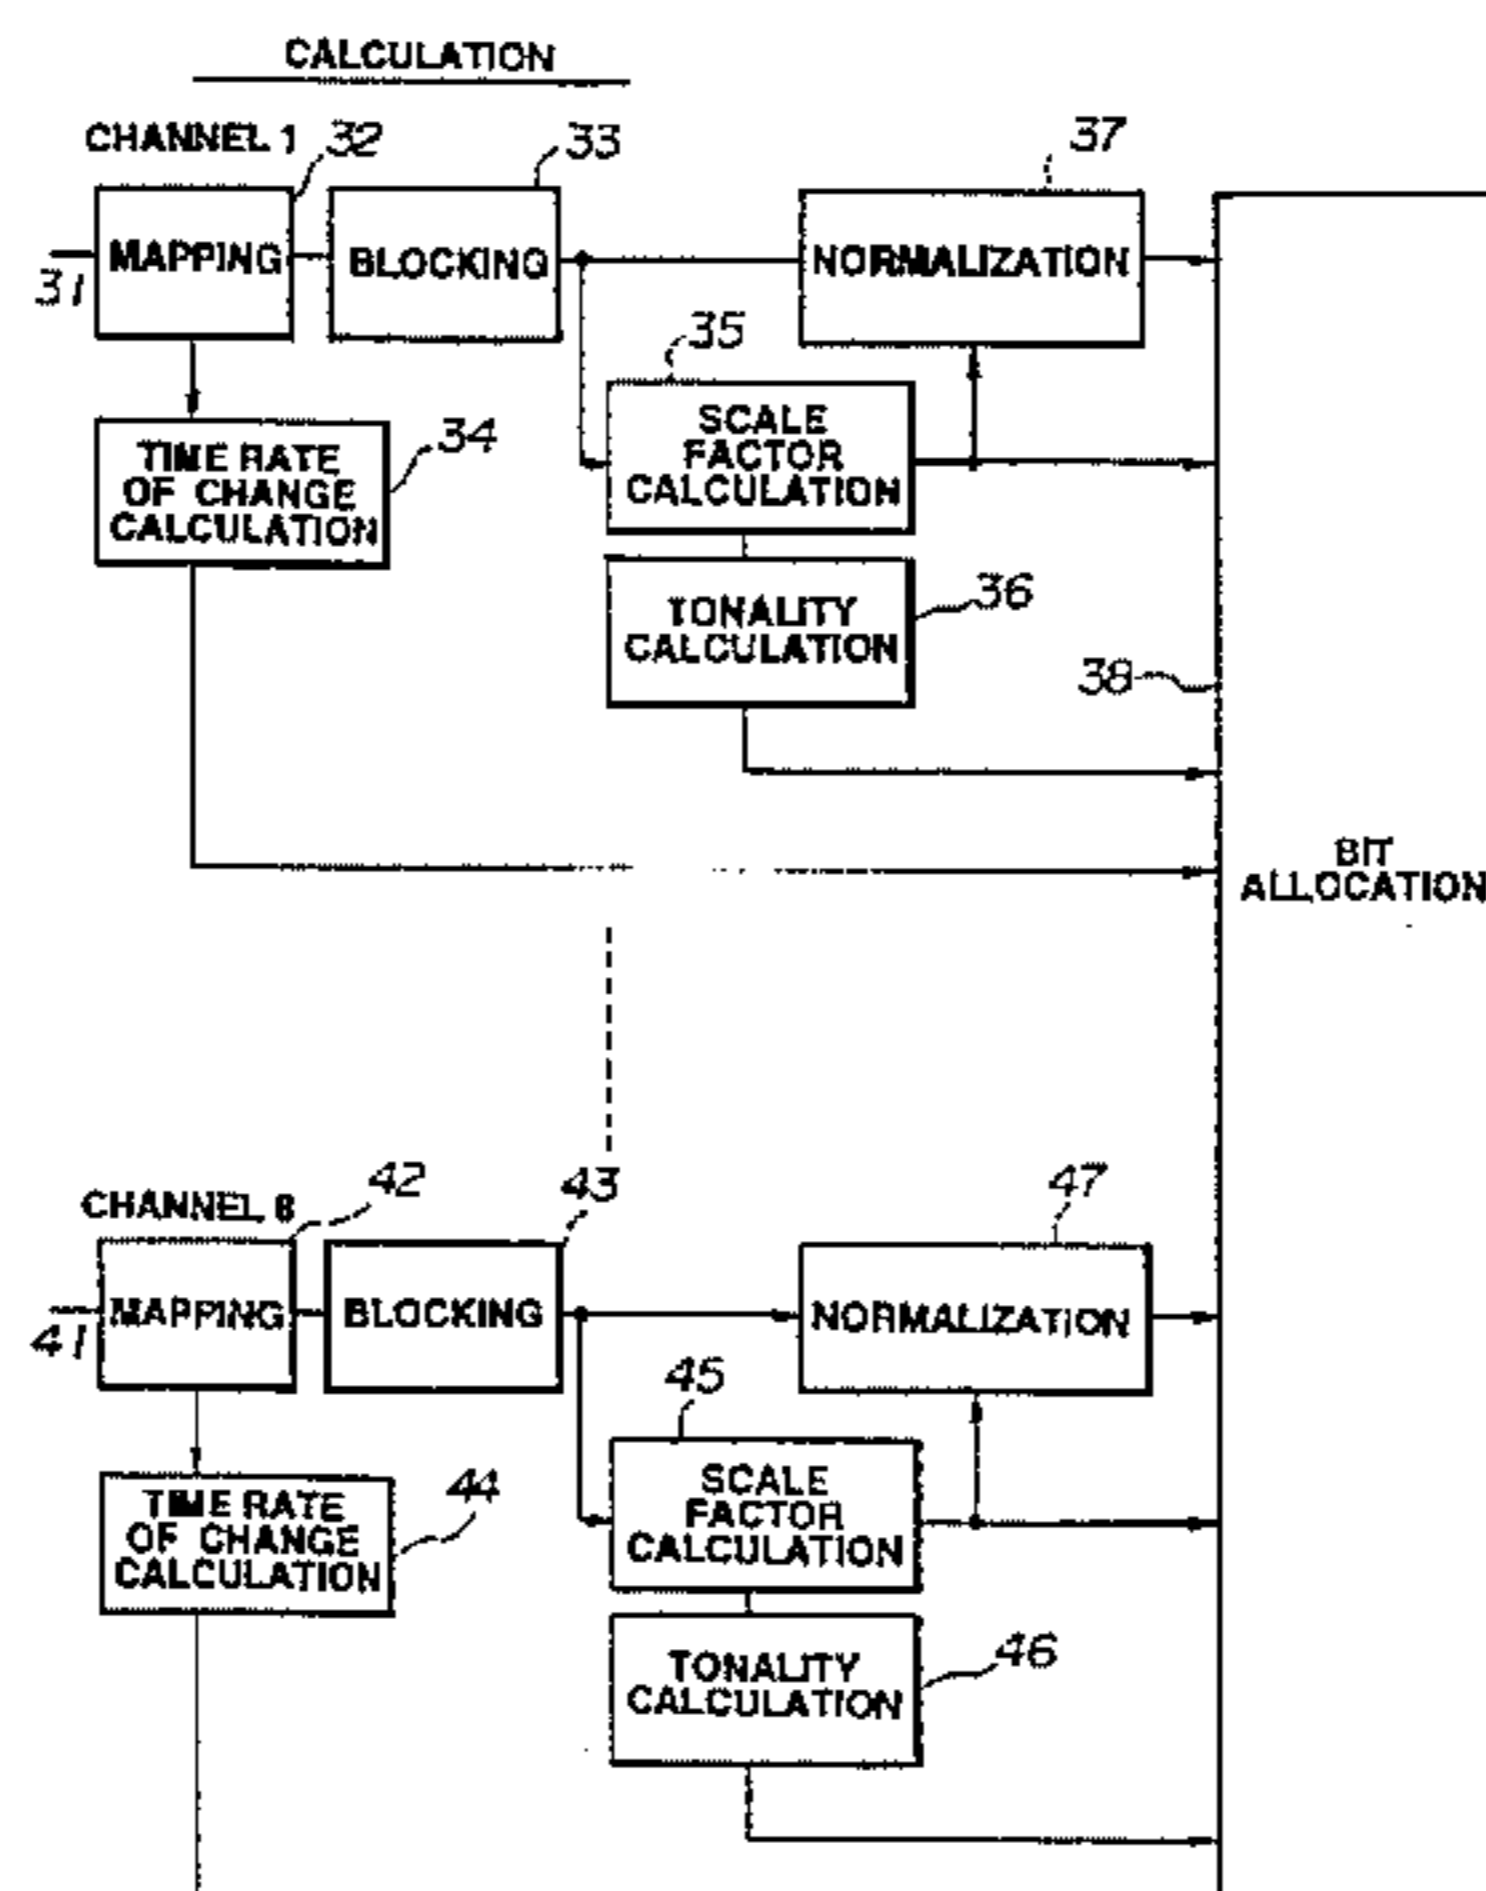 CALCULATION
CHANNEL 1
32
33
37
MAPPING
BLOCKING
NORMALIZATION
31
35
SCALE
FACTOR
CALCULATION
34
TIME RATE
OF CHANGE
CALCULATION
36
TONALITY
CALCULATION
38
BIT
ALLOCATION
CHANNEL 8
42
43
47
MAPPING
BLOCKING
NORMALIZATION
41
45
SCALE
FACTOR
CALCULATION
44
TIME RATE
OF CHANGE
CALCULATION
46
TONALITY
CALCULATION